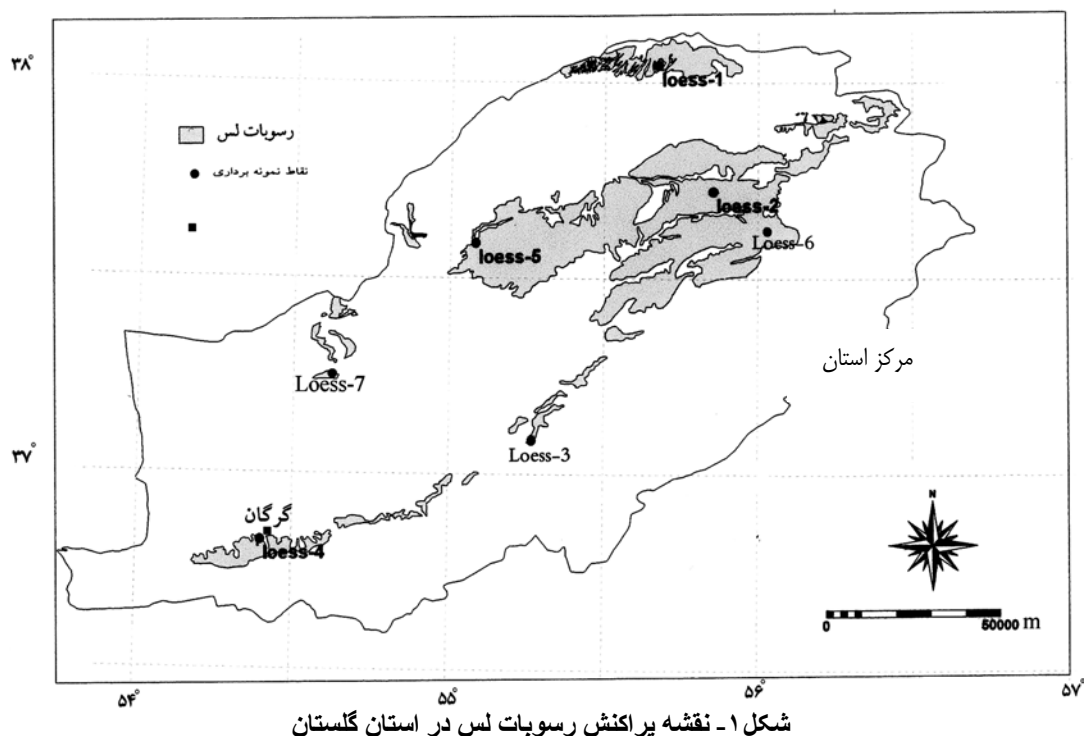 ۳۸°
loess-1
رسوبات لس
نقاط نمونه برداری
loess-2
Loess-6
loess-5
مرکز استان
Loess-7
۳۷°
Loess-3
گرگان
loess-4
N
0 50000 m
۵۴° ۵۵° ۵۶° ۵۷°
شکل۱- نقشه پراکنش رسوبات لس در استان گلستان